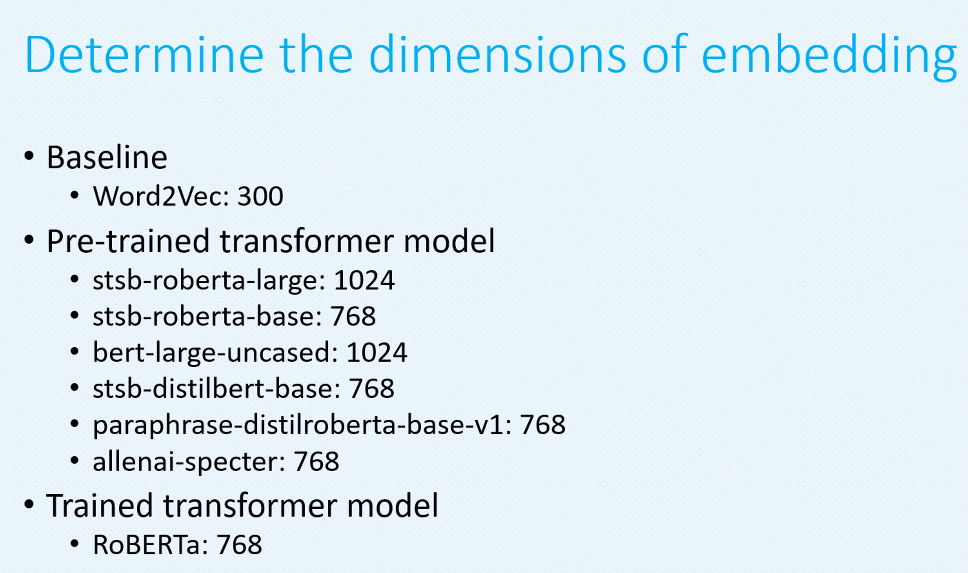 Determine the dimensions of embedding
• Baseline
• Word2Vec: 300
• Pre-trained transformer model
• stsb-roberta-large: 1024
• stsb-roberta-base: 768
• bert-large-uncased: 1024
• stsb-distilbert-base: 768
• paraphrase-distilroberta-base-v1: 768
• allenai-specter: 768
• Trained transformer model
• RoBERTa: 768